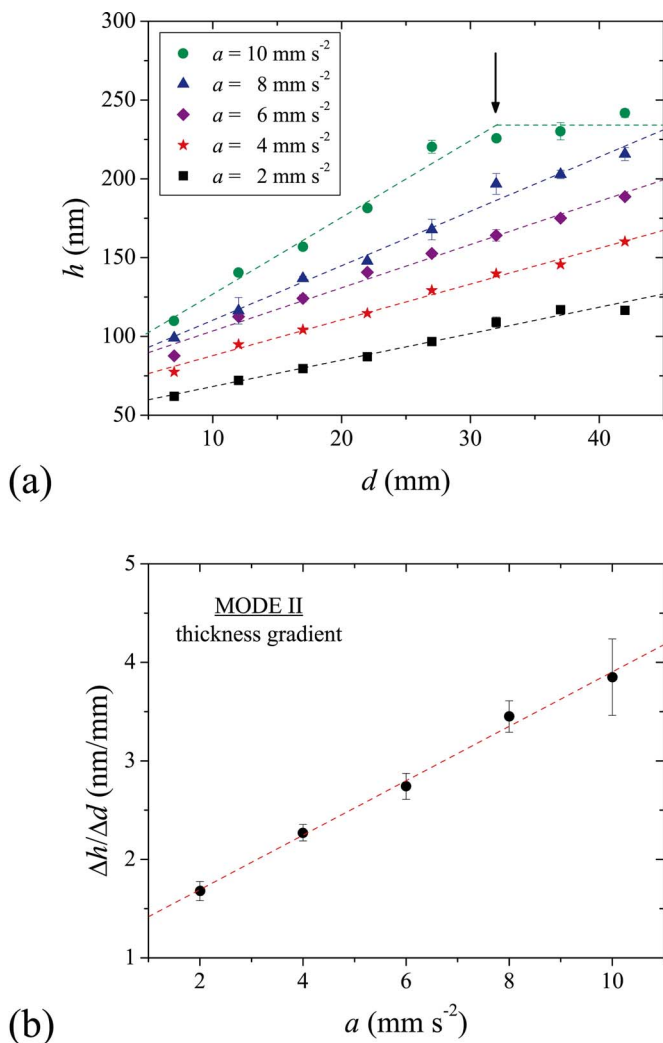 300
250
200
150
100
50
h (nm)
a = 10 mm s⁻²
a = 8 mm s⁻²
a = 6 mm s⁻²
a = 4 mm s⁻²
a = 2 mm s⁻²
10 20 30 40
(a)
d (mm)
5
4
3
2
1
Δh/Δd (nm/mm)
MODE II
thickness gradient
2 4 6 8 10
(b)
a (mm s⁻²)